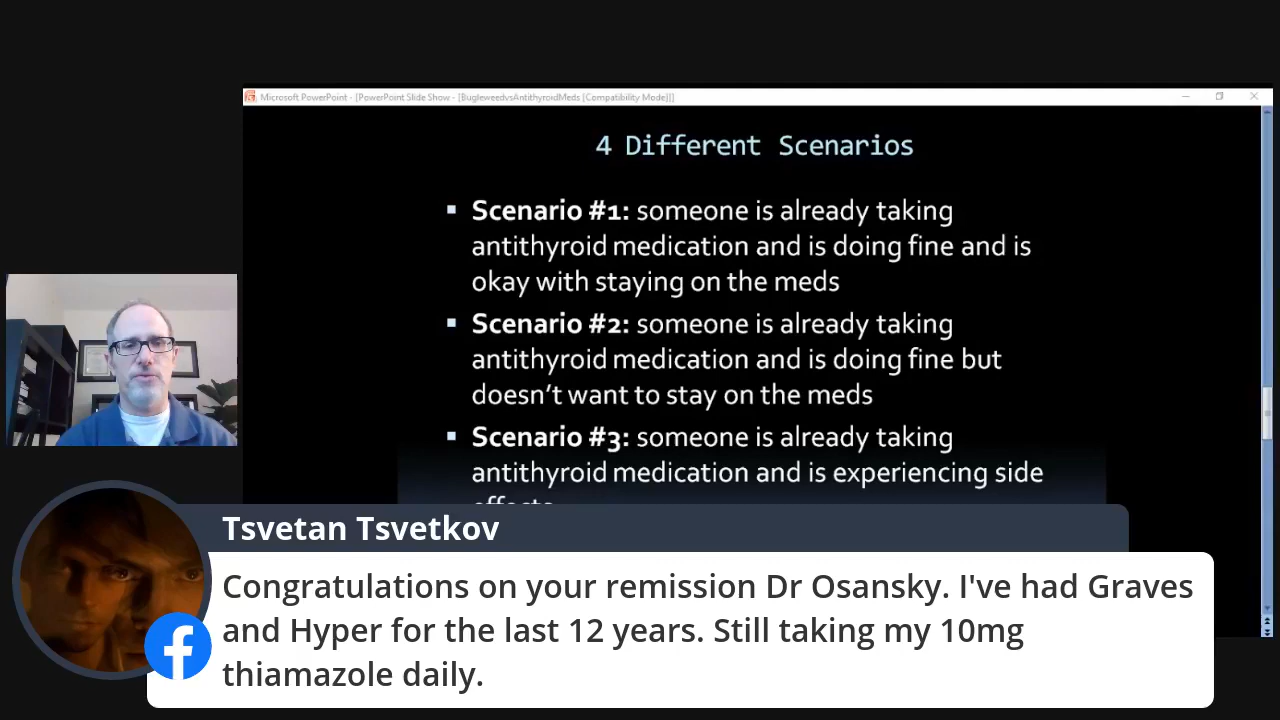 Microsoft PowerPoint - [PowerPoint Slide Show - [BugleweedvsAntithyroidMeds [Compatibility Mode]]]
4 Different Scenarios
▪ Scenario #1: someone is already taking
antithyroid medication and is doing fine and is
okay with staying on the meds
▪ Scenario #2: someone is already taking
antithyroid medication and is doing fine but
doesn't want to stay on the meds
▪ Scenario #3: someone is already taking
antithyroid medication and is experiencing side
effects
Tsvetan Tsvetkov
Congratulations on your remission Dr Osansky. I've had Graves
and Hyper for the last 12 years. Still taking my 10mg
thiamazole daily.